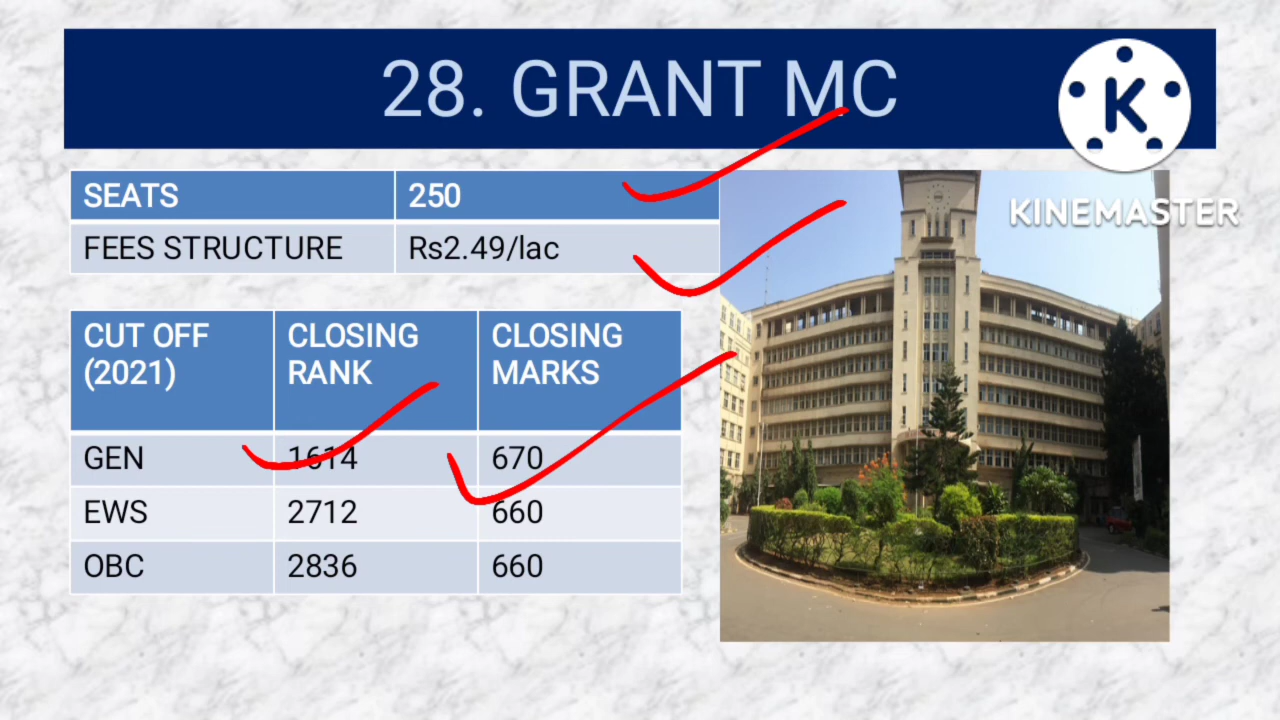 28. GRANT MC
K
KINEMASTER
SEATS 250
FEES STRUCTURE Rs2.49/lac
CUT OFF (2021) CLOSING RANK CLOSING MARKS
GEN 1614 670
EWS 2712 660
OBC 2836 660